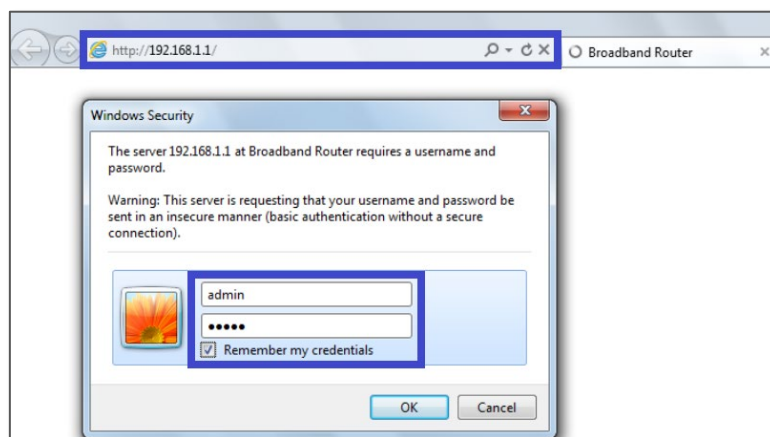 http://192.168.1.1/
Broadband Router
Windows Security
The server 192.168.1.1 at Broadband Router requires a username and
password.
Warning: This server is requesting that your username and password be
sent in an insecure manner (basic authentication without a secure
connection).
admin
•••••
Remember my credentials
OK Cancel